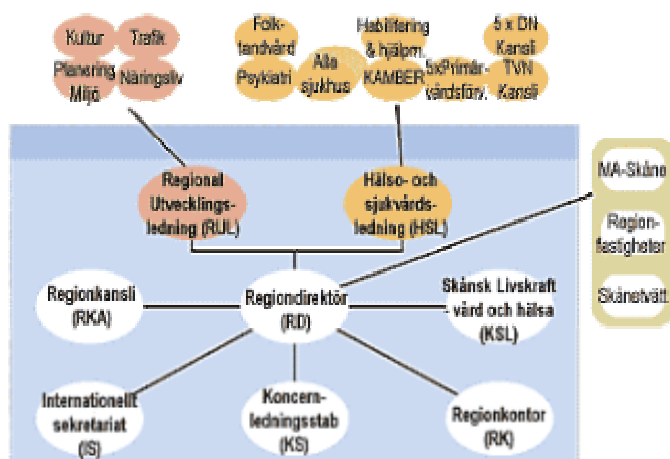 Kultur
Trafik
Planering
Miljö
Näringsliv
Folk-
tandvård
Psykiatri
Alla
sjukhus
Habilitering
& hjälpm.
KAMBER
5xPrimär-
vårdsförv.
5 x DN
Kansli
TVN
Kansli
Regional
Utvecklings-
ledning (RUL)
Hälso- och
sjukvårds-
ledning (HSL)
MA-Skåne
Region-
fastigheter
Skånetvätt
Regionkansli
(RKA)
Regiondirektör
(RD)
Skånsk Livskraft
- vård och hälsa
(KSL)
Internationellt
sekretariat
(IS)
Koncern-
ledningsstab
(KS)
Regionkontor
(RK)